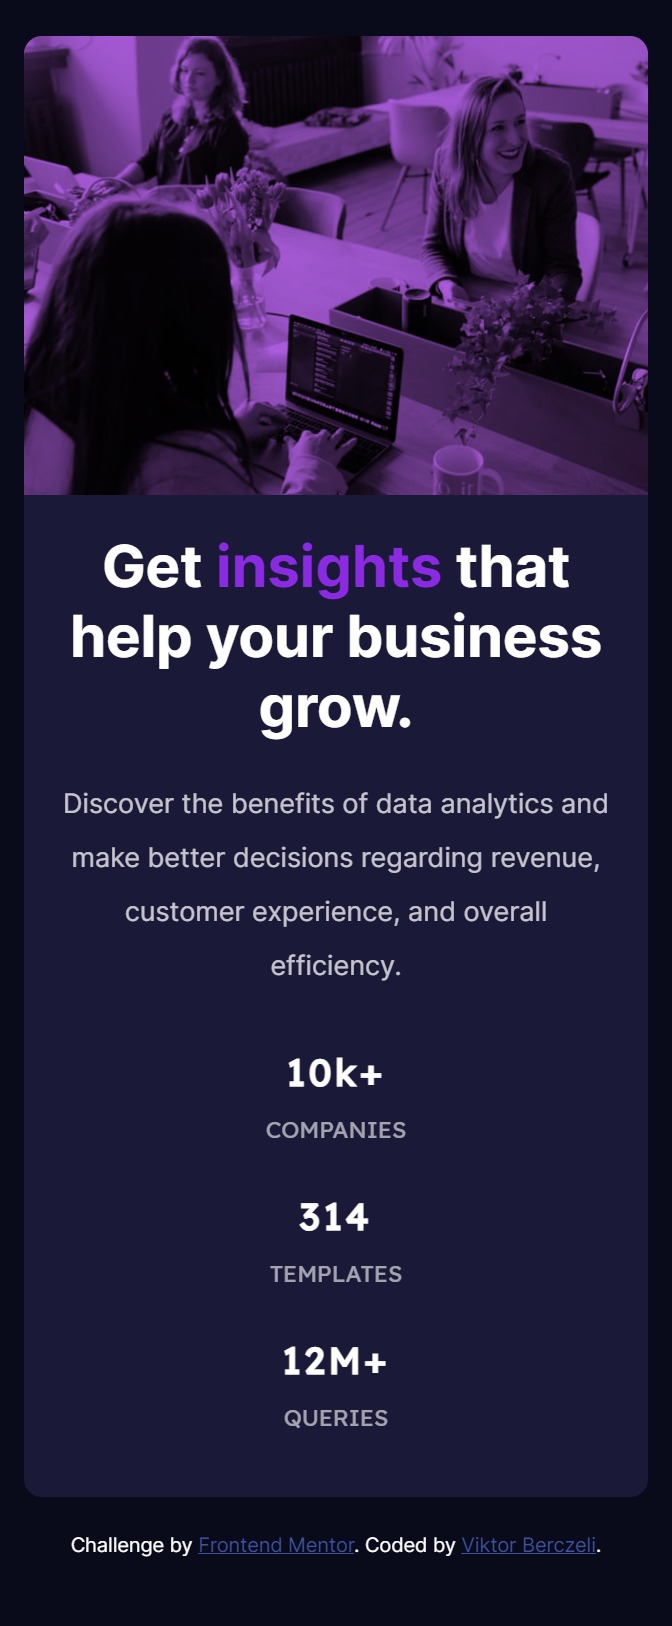 Get insights that
help your business
grow.
Discover the benefits of data analytics and
make better decisions regarding revenue,
customer experience, and overall
efficiency.
10k+
COMPANIES
314
TEMPLATES
12M+
QUERIES
Challenge by Frontend Mentor. Coded by Viktor Berczeli.